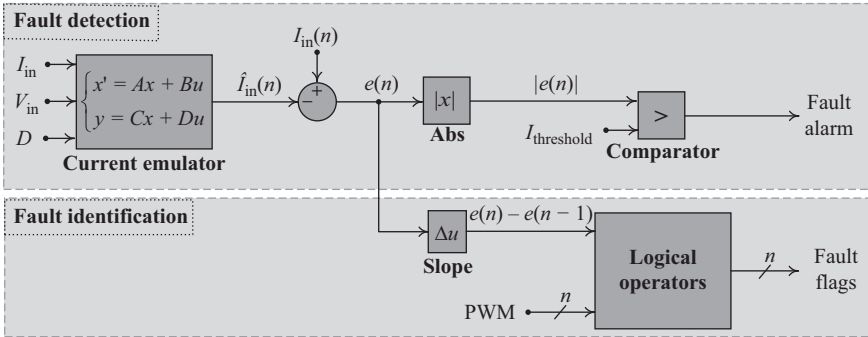 Fault detection
I_in
V_in
D
x' = Ax + Bu
y = Cx + Du
Current emulator
Î_in(n)
I_in(n)
+
−
e(n)
|x|
Abs
|e(n)|
I_threshold
>
Comparator
Fault
alarm
Fault identification
Δu
Slope
e(n) – e(n − 1)
PWM
n
Logical
operators
n
Fault
flags